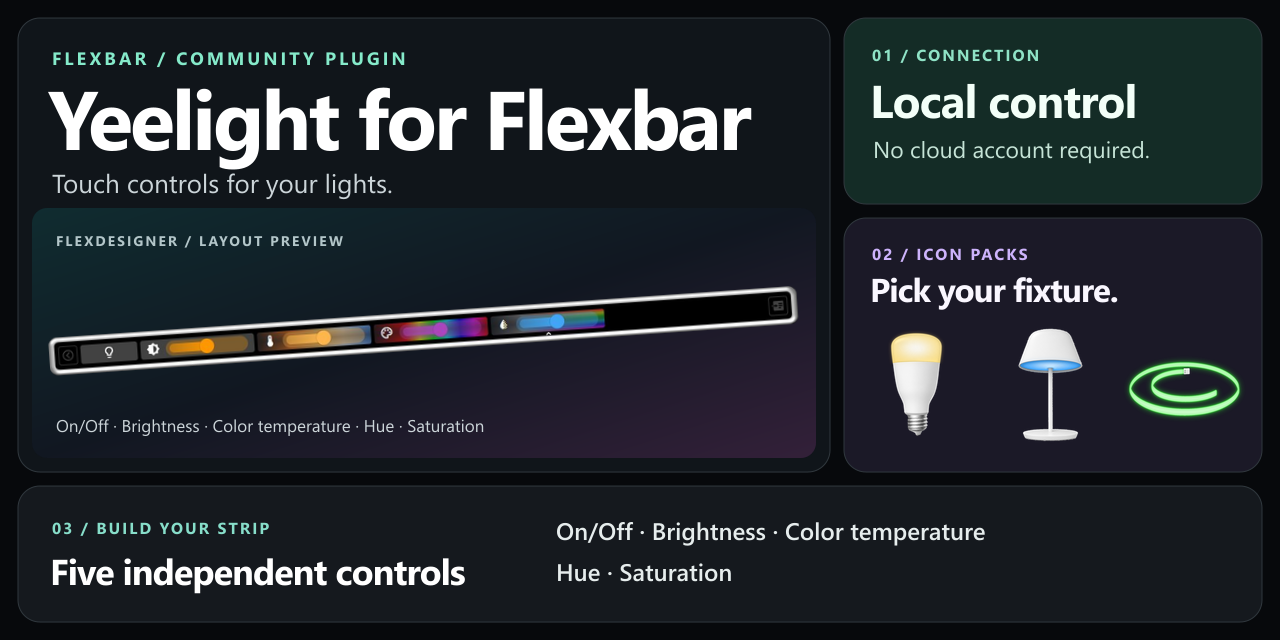 FLEXBAR / COMMUNITY PLUGIN
Yeelight for Flexbar
Touch controls for your lights.
FLEXDESIGNER / LAYOUT PREVIEW
On/Off · Brightness · Color temperature · Hue · Saturation
01 / CONNECTION
Local control
No cloud account required.
02 / ICON PACKS
Pick your fixture.
03 / BUILD YOUR STRIP
Five independent controls
On/Off · Brightness · Color temperature
Hue · Saturation